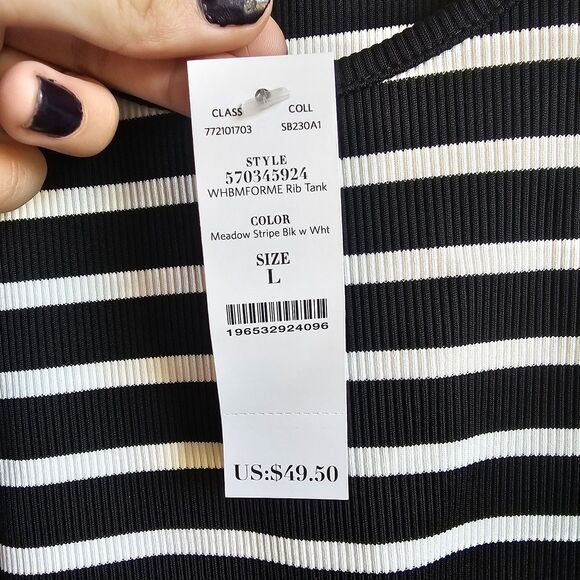 CLASS COLL
772101703 SB230A1
STYLE
570345924
WHBMFORME Rib Tank
COLOR
Meadow Stripe Blk w Wht
SIZE
L
196532924096
US:$49.50